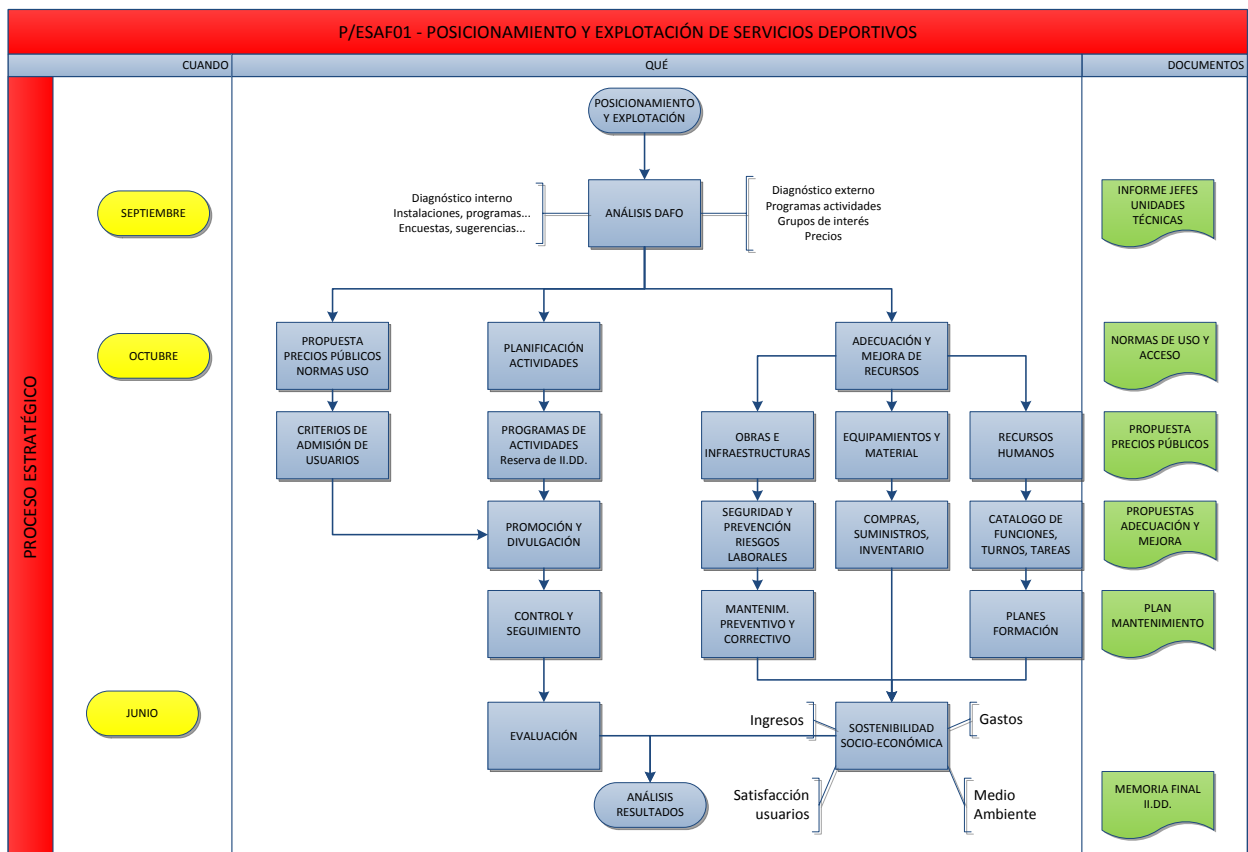 P/ESAF01 - POSICIONAMIENTO Y EXPLOTACIÓN DE SERVICIOS DEPORTIVOS
CUANDO
QUÉ
DOCUMENTOS
PROCESO ESTRATÉGICO
POSICIONAMIENTO
Y EXPLOTACIÓN
SEPTIEMBRE
Diagnóstico interno
Instalaciones, programas...
Encuestas, sugerencias...
ANÁLISIS DAFO
Diagnóstico externo
Programas actividades
Grupos de interés
Precios
INFORME JEFES
UNIDADES
TÉCNICAS
OCTUBRE
PROPUESTA
PRECIOS PÚBLICOS
NORMAS USO
PLANIFICACIÓN
ACTIVIDADES
ADECUACIÓN Y
MEJORA DE
RECURSOS
NORMAS DE USO Y
ACCESO
CRITERIOS DE
ADMISIÓN DE
USUARIOS
PROGRAMAS DE
ACTIVIDADES
Reserva de II.DD.
OBRAS E
INFRAESTRUCTURAS
EQUIPAMIENTOS Y
MATERIAL
RECURSOS
HUMANOS
PROPUESTA
PRECIOS PÚBLICOS
PROMOCIÓN Y
DIVULGACIÓN
SEGURIDAD Y
PREVENCIÓN
RIESGOS
LABORALES
COMPRAS,
SUMINISTROS,
INVENTARIO
CATALOGO DE
FUNCIONES,
TURNOS, TAREAS
PROPUESTAS
ADECUACIÓN Y
MEJORA
CONTROL Y
SEGUIMIENTO
MANTENIM.
PREVENTIVO Y
CORRECTIVO
PLANES
FORMACIÓN
PLAN
MANTENIMIENTO
JUNIO
EVALUACIÓN
Ingresos
SOSTENIBILIDAD
SOCIO-ECONÓMICA
Gastos
ANÁLISIS
RESULTADOS
Satisfacción
usuarios
Medio
Ambiente
MEMORIA FINAL
II.DD.